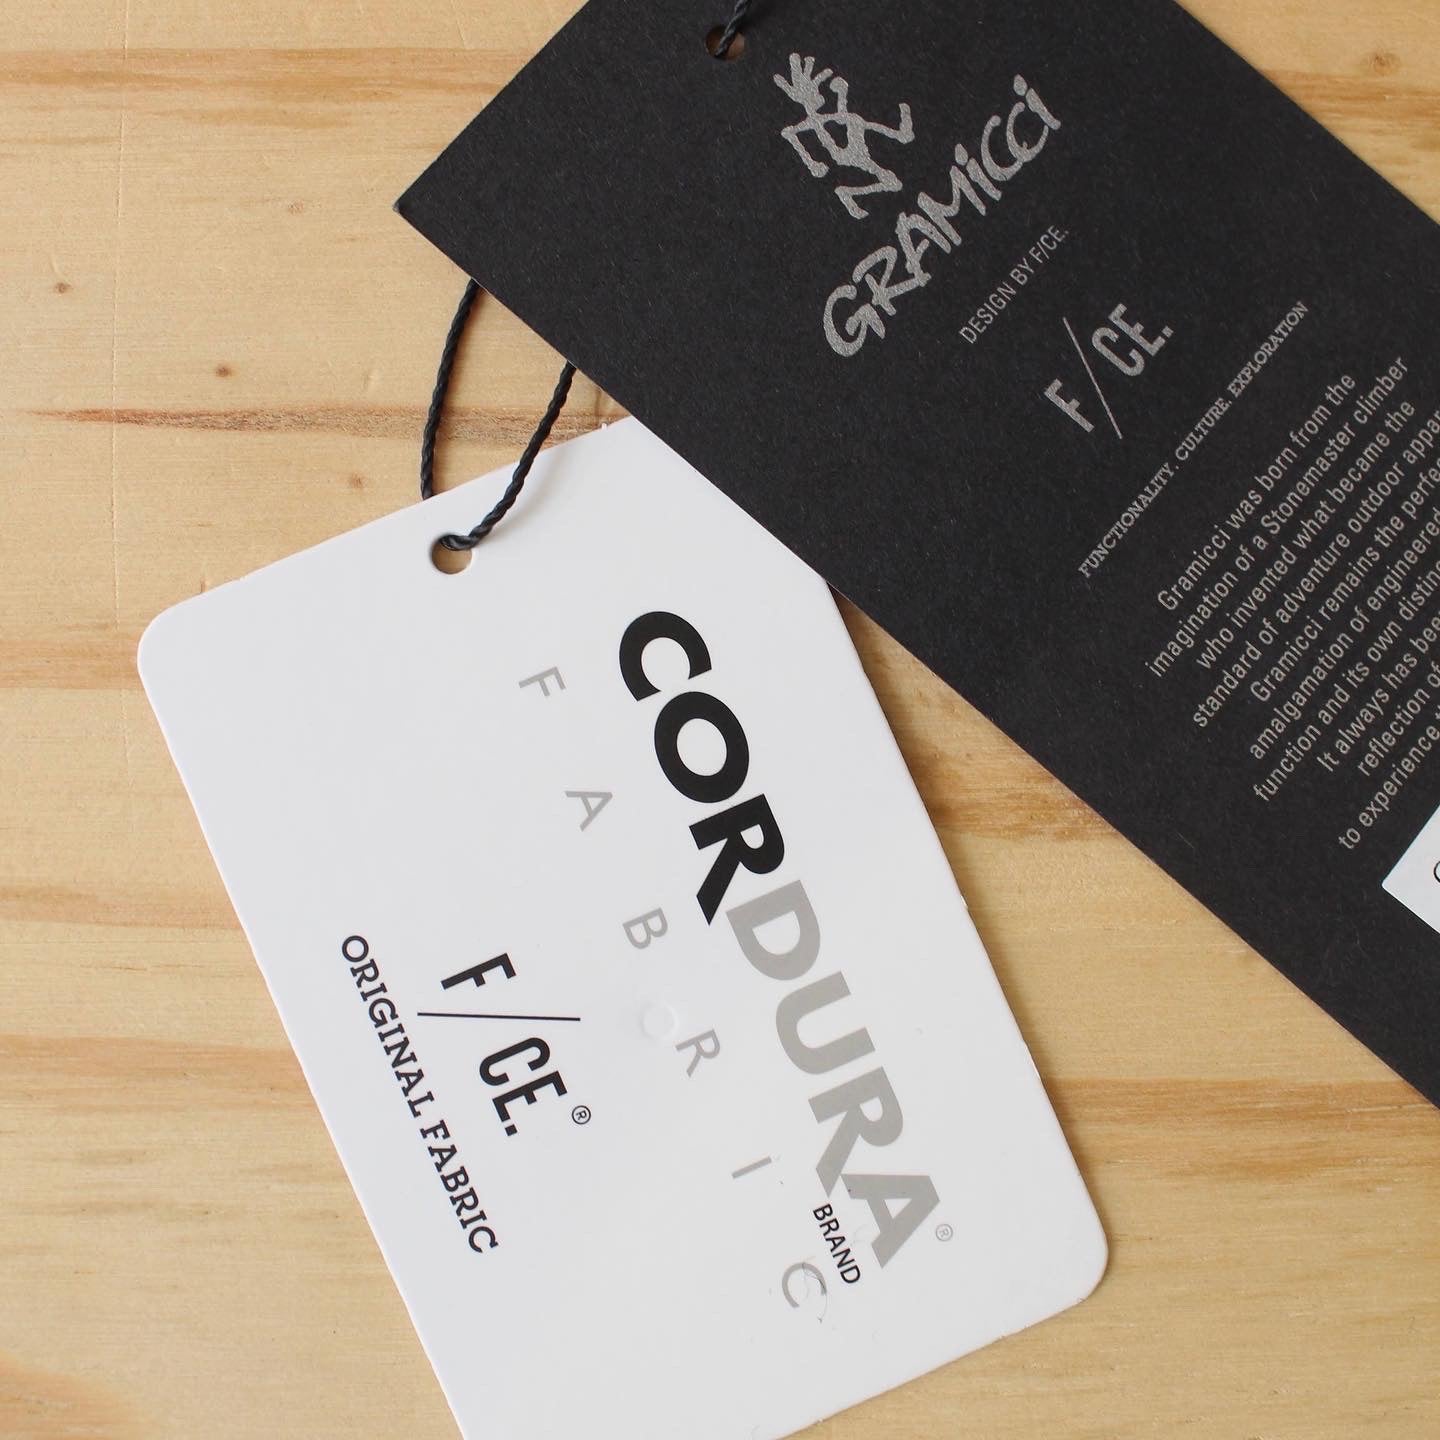 GRAMiCCi
DESIGN BY F/CE.
F/CE.
FUNCTIONALITY. CULTURE. EXPLORATION
Gramicci was born from the
imagination of a Stonemaster climber
who invented what became the
standard of adventure outdoor
Gramicci remains the
amalgamation of
function and its own
It always has
reflection of
to experience
CORDURA®
BRAND
FABRIC
F/CE.®
ORIGINAL FABRIC